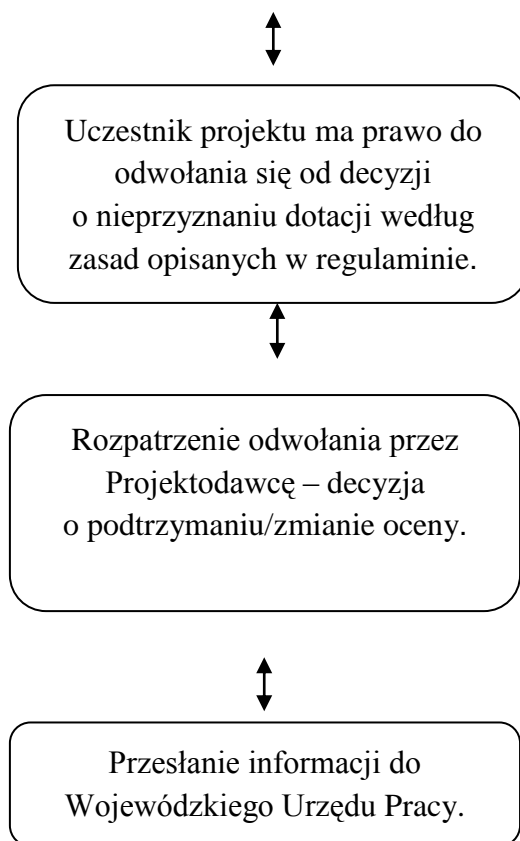 Uczestnik projektu ma prawo do
odwołania się od decyzji
o nieprzyznaniu dotacji według
zasad opisanych w regulaminie.
Rozpatrzenie odwołania przez
Projektodawcę – decyzja
o podtrzymaniu/zmianie oceny.
Przesłanie informacji do
Wojewódzkiego Urzędu Pracy.